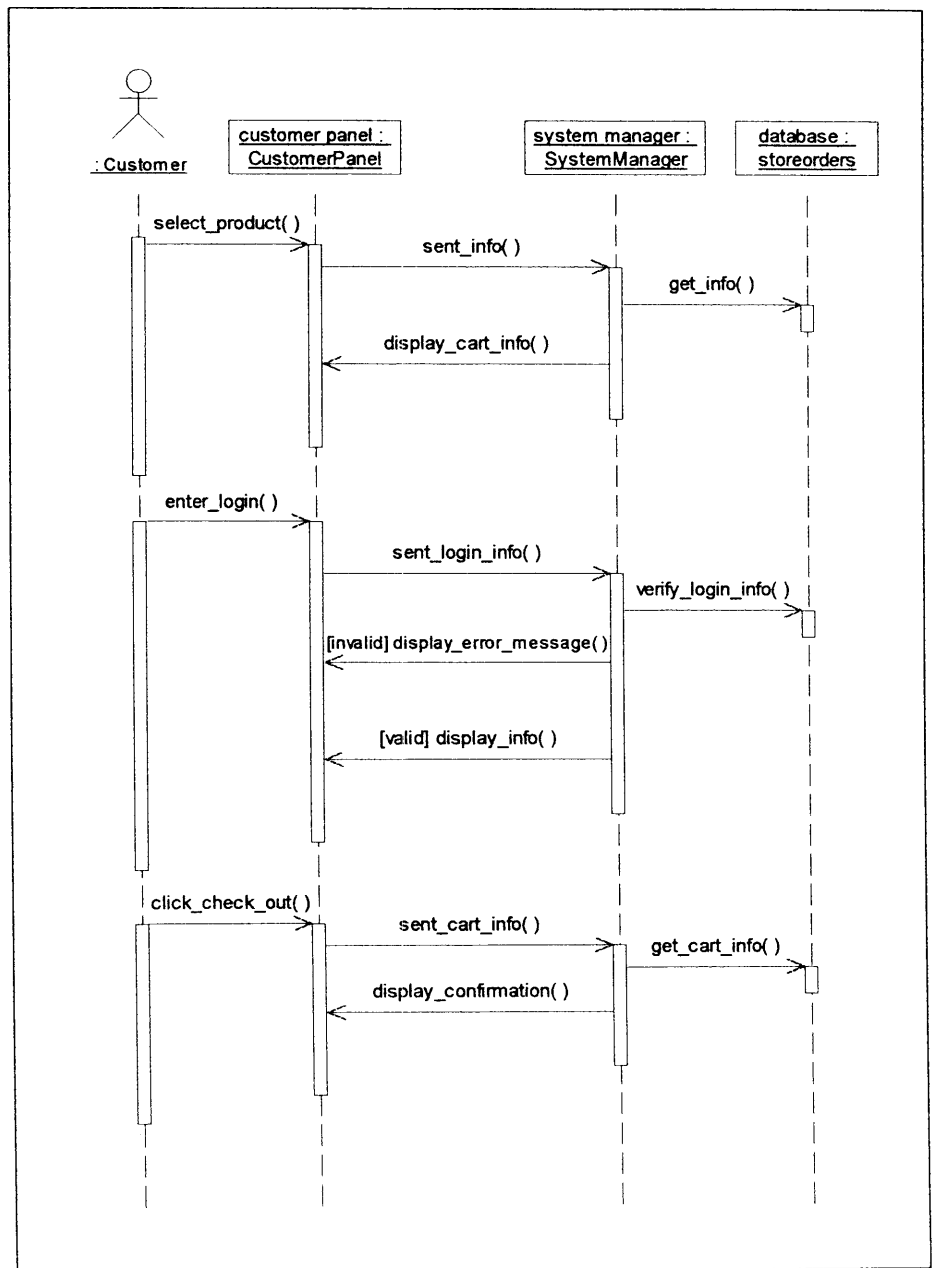 customer panel :
CustomerPanel
system manager :
SystemManager
database :
storeorders
: Customer
select_product( )
sent_info( )
get_info( )
display_cart_info( )
enter_login( )
sent_login_info( )
verify_login_info( )
[invalid] display_error_message( )
[valid] display_info( )
click_check_out( )
sent_cart_info( )
get_cart_info( )
display_confirmation( )